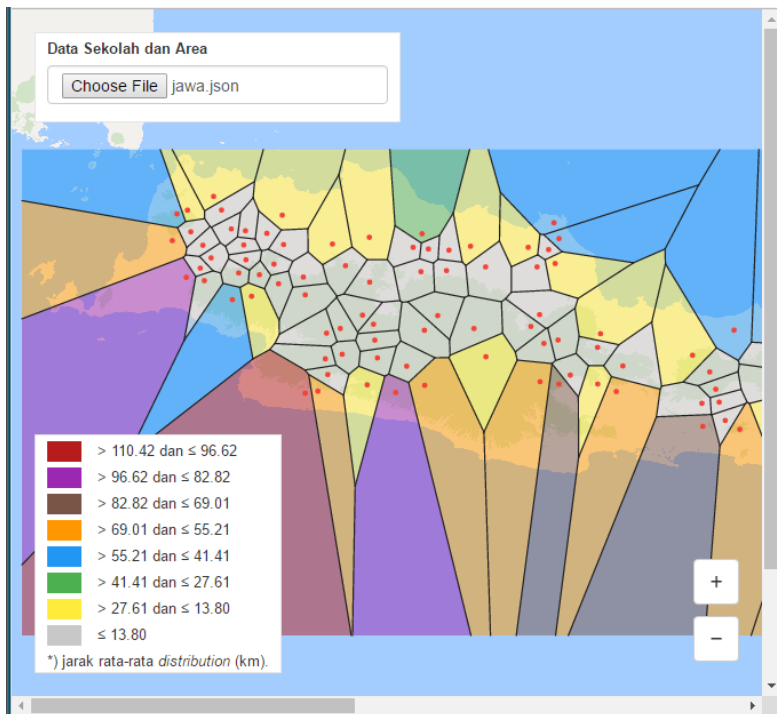 Data Sekolah dan Area
Choose File jawa.json
> 110.42 dan ≤ 96.62
> 96.62 dan ≤ 82.82
> 82.82 dan ≤ 69.01
> 69.01 dan ≤ 55.21
> 55.21 dan ≤ 41.41
> 41.41 dan ≤ 27.61
> 27.61 dan ≤ 13.80
≤ 13.80
*) jarak rata-rata distribution (km).
+
−